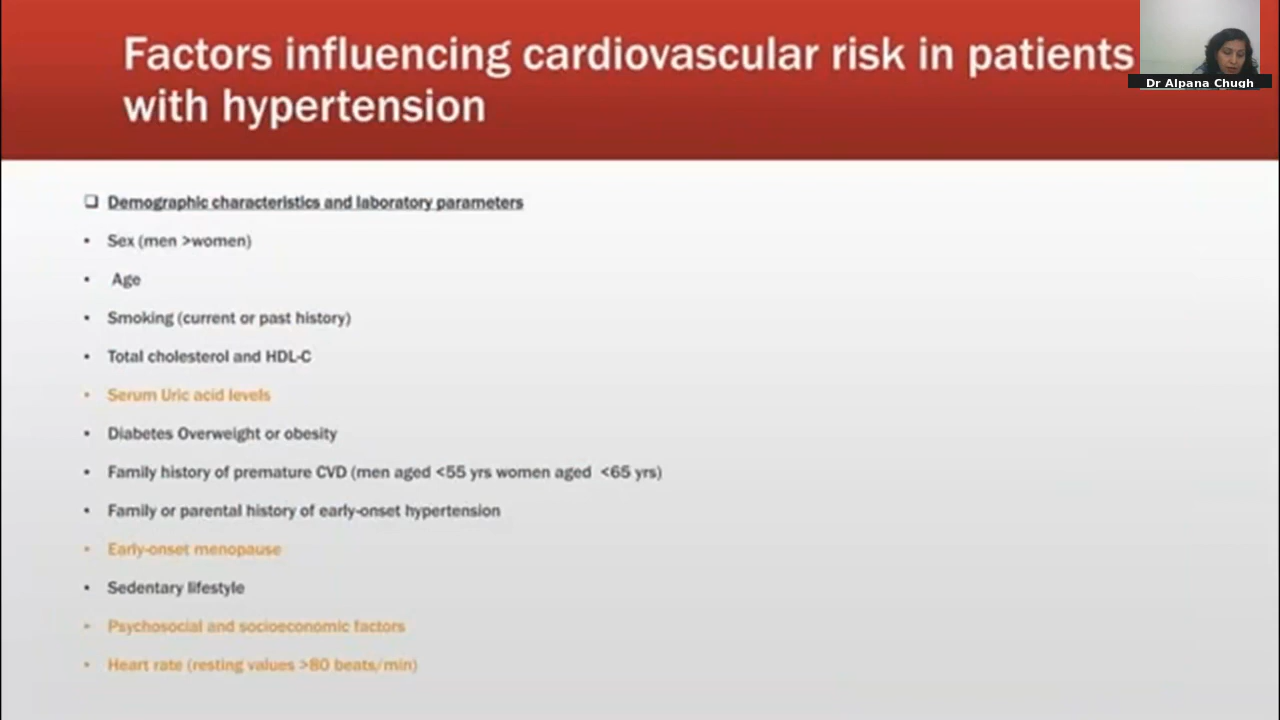 Factors influencing cardiovascular risk in patients
with hypertension
Dr Alpana Chugh
❑ Demographic characteristics and laboratory parameters
• Sex (men >women)
• Age
• Smoking (current or past history)
• Total cholesterol and HDL-C
• Serum Uric acid levels
• Diabetes Overweight or obesity
• Family history of premature CVD (men aged <55 yrs women aged <65 yrs)
• Family or parental history of early-onset hypertension
• Early-onset menopause
• Sedentary lifestyle
• Psychosocial and socioeconomic factors
• Heart rate (resting values >80 beats/min)